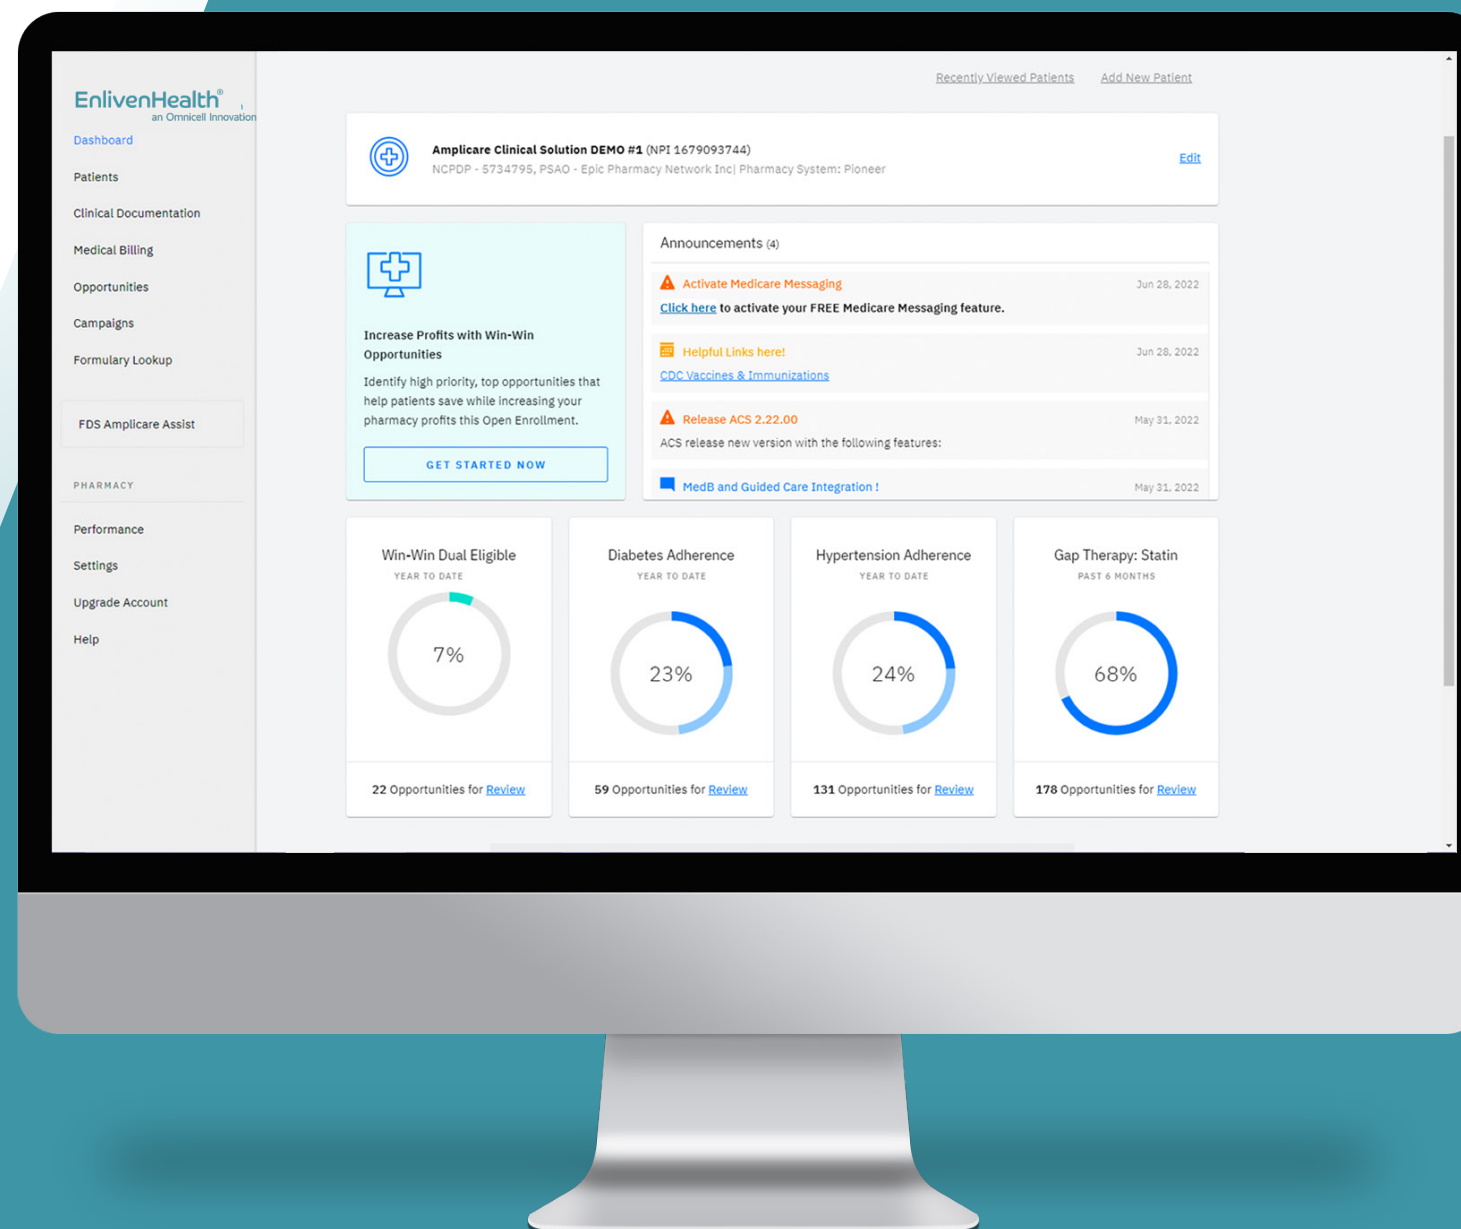 EnlivenHealth®
an Omnicell Innovation
Dashboard
Patients
Clinical Documentation
Medical Billing
Opportunities
Campaigns
Formulary Lookup
FDS Amplicare Assist
PHARMACY
Performance
Settings
Upgrade Account
Help
Recently Viewed Patients Add New Patient
Amplicare Clinical Solution DEMO #1 (NPI 1679093744)
NCPDP - 5734795, PSAO - Epic Pharmacy Network Inc| Pharmacy System: Pioneer
Edit
Increase Profits with Win-Win
Opportunities
Identify high priority, top opportunities that
help patients save while increasing your
pharmacy profits this Open Enrollment.
GET STARTED NOW
Announcements (4)
Activate Medicare Messaging Jun 28, 2022
Click here to activate your FREE Medicare Messaging feature.
Helpful Links here! Jun 28, 2022
CDC Vaccines & Immunizations
Release ACS 2.22.00 May 31, 2022
ACS release new version with the following features:
MedB and Guided Care Integration ! May 31, 2022
Win-Win Dual Eligible
YEAR TO DATE
7%
22 Opportunities for Review
Diabetes Adherence
YEAR TO DATE
23%
59 Opportunities for Review
Hypertension Adherence
YEAR TO DATE
24%
131 Opportunities for Review
Gap Therapy: Statin
PAST 6 MONTHS
68%
178 Opportunities for Review